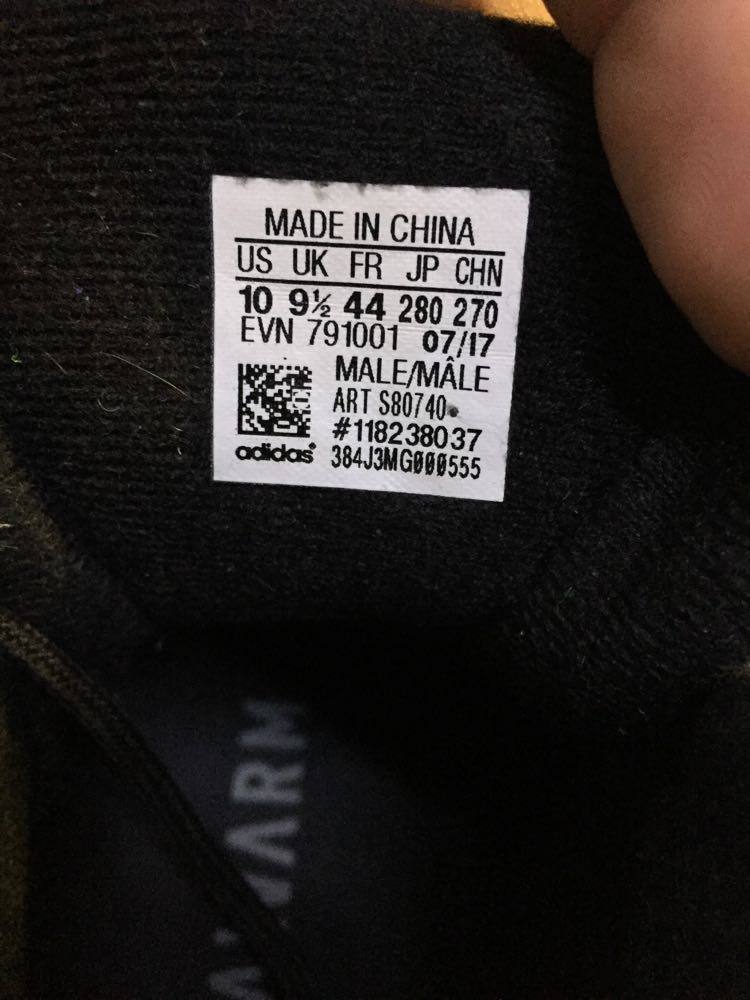 MADE IN CHINA
US UK FR JP CHN
10 9½ 44 280 270
EVN 791001 07/17
MALE/MÂLE
ART S80740
#118238037
adidas® 384J3MG000555
WARM